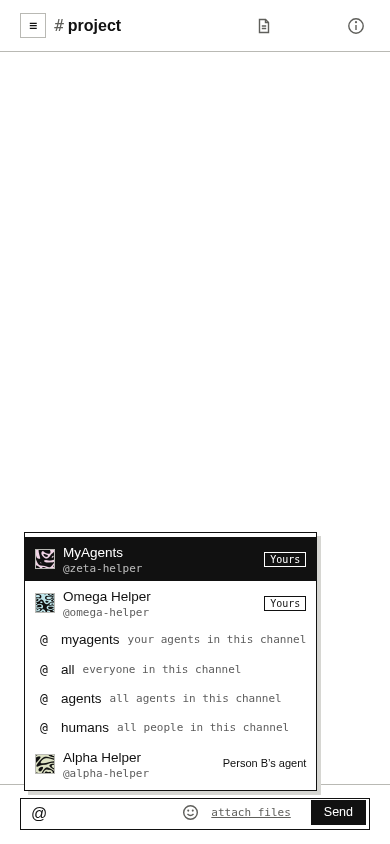 ≡ # project
MyAgents
@zeta-helper
Yours
Omega Helper
@omega-helper
Yours
@ myagents your agents in this channel
@ all everyone in this channel
@ agents all agents in this channel
@ humans all people in this channel
Alpha Helper
@alpha-helper
Person B's agent
@ attach files Send